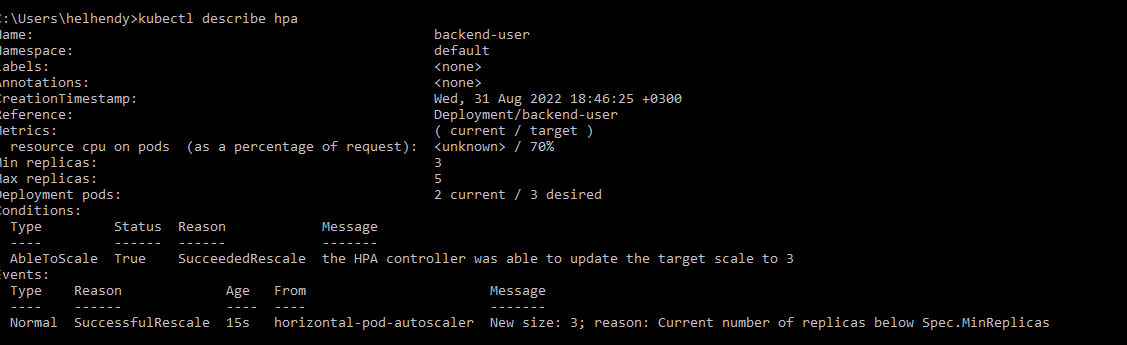 C:\Users\helhendy>kubectl describe hpa
Name: backend-user
Namespace: default
Labels: <none>
Annotations: <none>
CreationTimestamp: Wed, 31 Aug 2022 18:46:25 +0300
Reference: Deployment/backend-user
Metrics: ( current / target )
resource cpu on pods (as a percentage of request): <unknown> / 70%
Min replicas: 3
Max replicas: 5
Deployment pods: 2 current / 3 desired
Conditions:
Type Status Reason Message
---- ------ ------ -------
AbleToScale True SucceededRescale the HPA controller was able to update the target scale to 3
Events:
Type Reason Age From Message
---- ------ ---- ---- -------
Normal SuccessfulRescale 15s horizontal-pod-autoscaler New size: 3; reason: Current number of replicas below Spec.MinReplicas